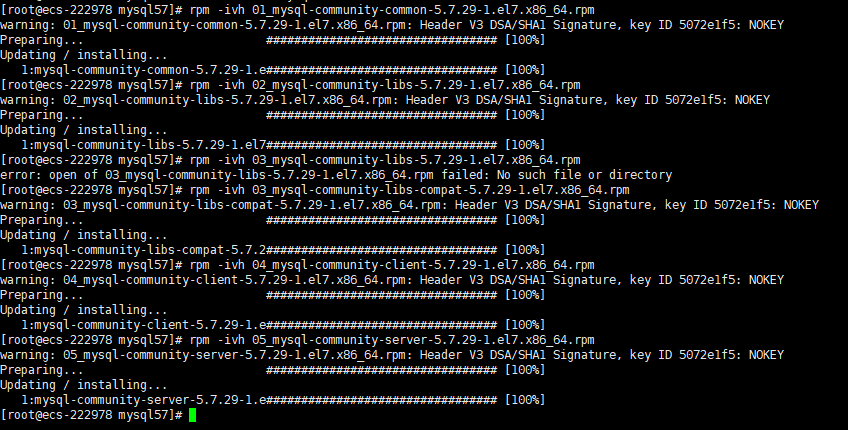 [root@ecs-222978 mysql57]# rpm -ivh 01_mysql-community-common-5.7.29-1.el7.x86_64.rpm
warning: 01_mysql-community-common-5.7.29-1.el7.x86_64.rpm: Header V3 DSA/SHA1 Signature, key ID 5072e1f5: NOKEY
Preparing...                          ################################# [100%]
Updating / installing...
   1:mysql-community-common-5.7.29-1.e################################# [100%]
[root@ecs-222978 mysql57]# rpm -ivh 02_mysql-community-libs-5.7.29-1.el7.x86_64.rpm
warning: 02_mysql-community-libs-5.7.29-1.el7.x86_64.rpm: Header V3 DSA/SHA1 Signature, key ID 5072e1f5: NOKEY
Preparing...                          ################################# [100%]
Updating / installing...
   1:mysql-community-libs-5.7.29-1.el7################################# [100%]
[root@ecs-222978 mysql57]# rpm -ivh 03_mysql-community-libs-5.7.29-1.el7.x86_64.rpm
error: open of 03_mysql-community-libs-5.7.29-1.el7.x86_64.rpm failed: No such file or directory
[root@ecs-222978 mysql57]# rpm -ivh 03_mysql-community-libs-compat-5.7.29-1.el7.x86_64.rpm
warning: 03_mysql-community-libs-compat-5.7.29-1.el7.x86_64.rpm: Header V3 DSA/SHA1 Signature, key ID 5072e1f5: NOKEY
Preparing...                          ################################# [100%]
Updating / installing...
   1:mysql-community-libs-compat-5.7.2################################# [100%]
[root@ecs-222978 mysql57]# rpm -ivh 04_mysql-community-client-5.7.29-1.el7.x86_64.rpm
warning: 04_mysql-community-client-5.7.29-1.el7.x86_64.rpm: Header V3 DSA/SHA1 Signature, key ID 5072e1f5: NOKEY
Preparing...                          ################################# [100%]
Updating / installing...
   1:mysql-community-client-5.7.29-1.e################################# [100%]
[root@ecs-222978 mysql57]# rpm -ivh 05_mysql-community-server-5.7.29-1.el7.x86_64.rpm
warning: 05_mysql-community-server-5.7.29-1.el7.x86_64.rpm: Header V3 DSA/SHA1 Signature, key ID 5072e1f5: NOKEY
Preparing...                          ################################# [100%]
Updating / installing...
   1:mysql-community-server-5.7.29-1.e################################# [100%]
[root@ecs-222978 mysql57]#